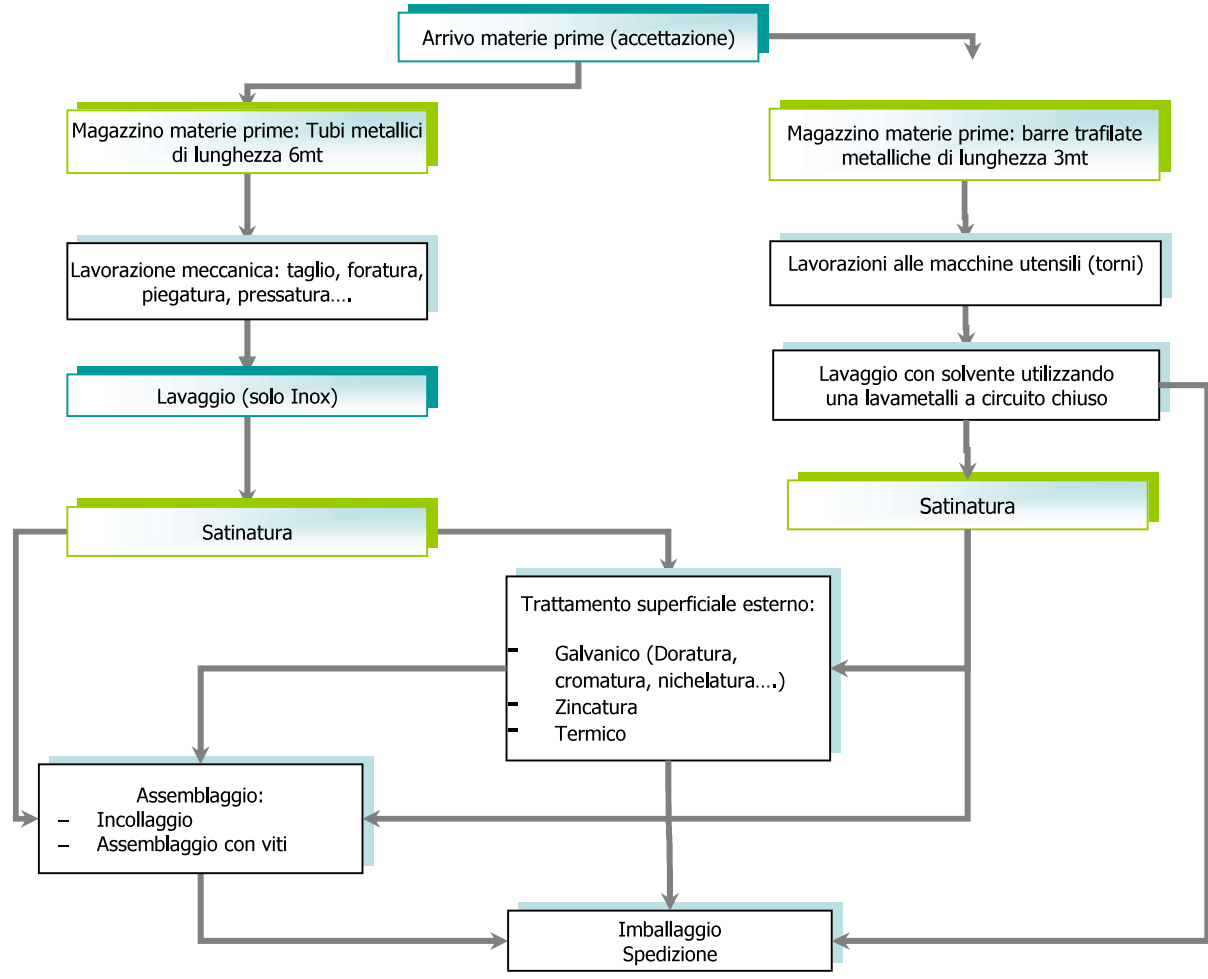 Arrivo materie prime (accettazione)
Magazzino materie prime: Tubi metallici
di lunghezza 6mt
Magazzino materie prime: barre trafilate
metalliche di lunghezza 3mt
Lavorazione meccanica: taglio, foratura,
piegatura, pressatura….
Lavorazioni alle macchine utensili (torni)
Lavaggio (solo Inox)
Lavaggio con solvente utilizzando
una lavametalli a circuito chiuso
Satinatura
Satinatura
Trattamento superficiale esterno:
– Galvanico (Doratura,
cromatura, nichelatura….)
– Zincatura
– Termico
Assemblaggio:
– Incollaggio
– Assemblaggio con viti
Imballaggio
Spedizione